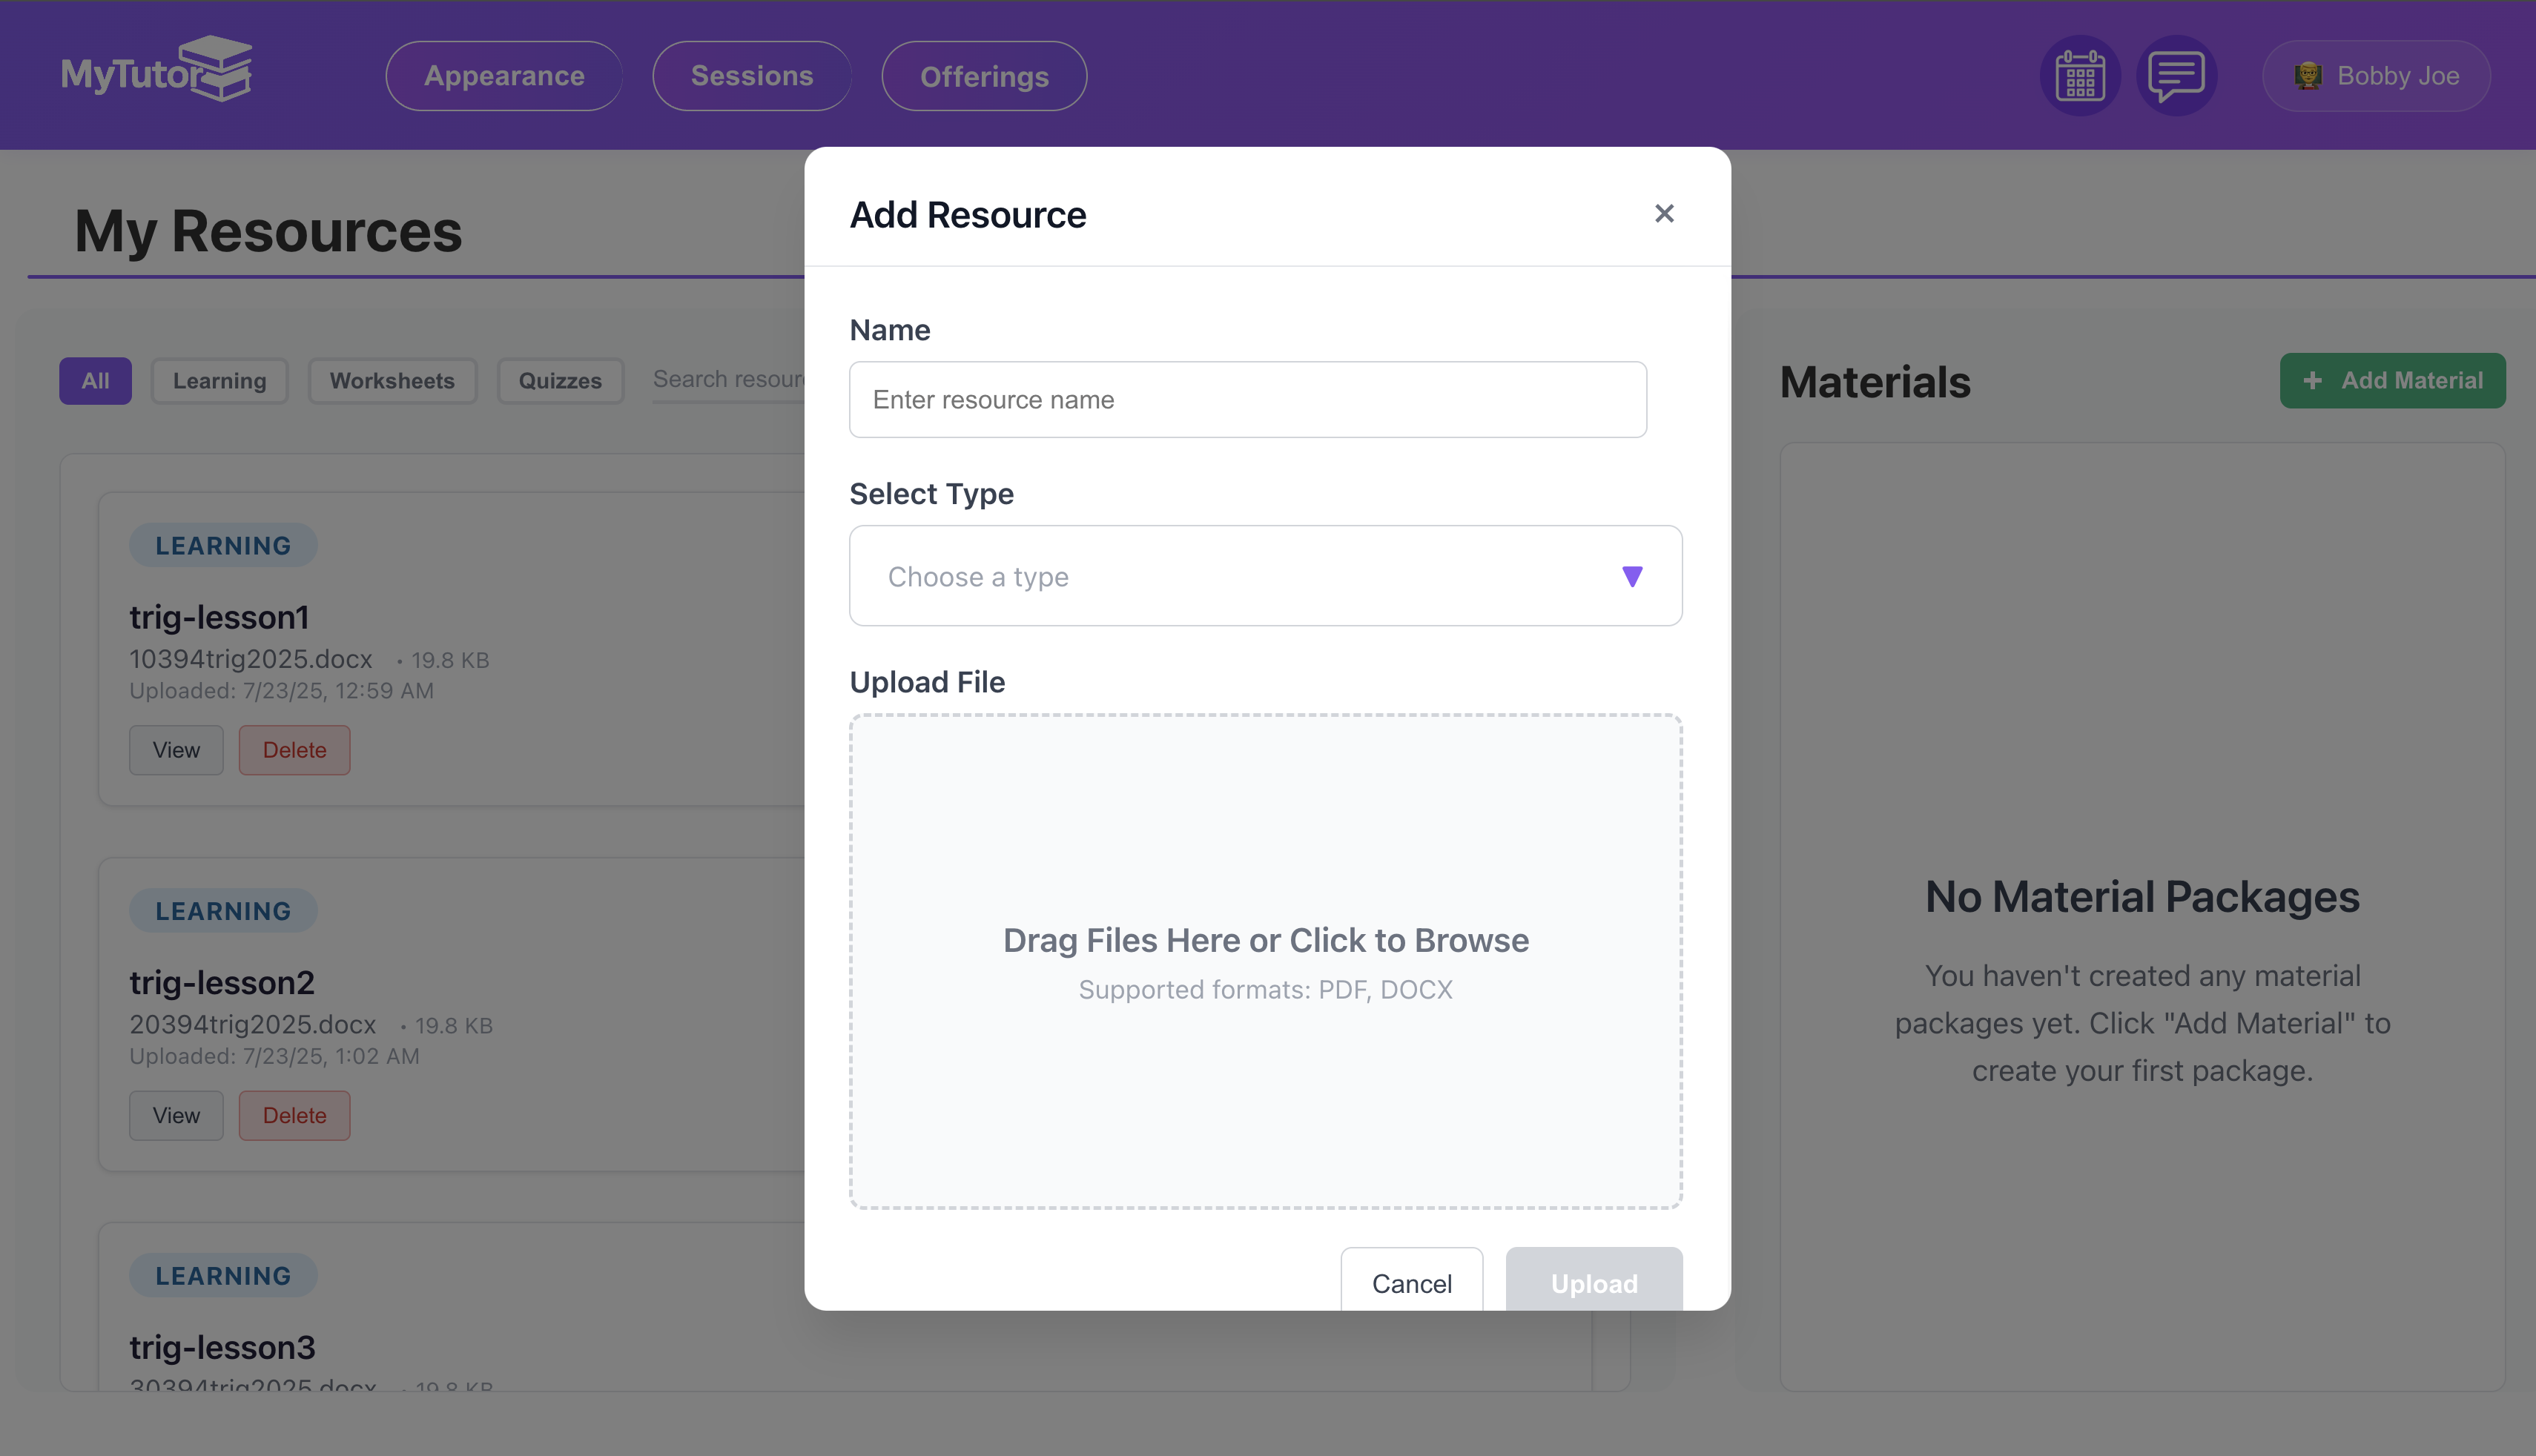 MyTutor
Appearance
Sessions
Offerings
Bobby Joe
My Resources
All
Learning
Worksheets
Quizzes
Search resour
LEARNING
trig-lesson1
10394trig2025.docx • 19.8 KB
Uploaded: 7/23/25, 12:59 AM
View
Delete
LEARNING
trig-lesson2
20394trig2025.docx • 19.8 KB
Uploaded: 7/23/25, 1:02 AM
View
Delete
LEARNING
trig-lesson3
30394trig2025.docx • 19.8 KB
Add Resource
×
Name
Enter resource name
Select Type
Choose a type
Upload File
Drag Files Here or Click to Browse
Supported formats: PDF, DOCX
Cancel
Upload
Materials
+ Add Material
No Material Packages
You haven't created any material
packages yet. Click "Add Material" to
create your first package.